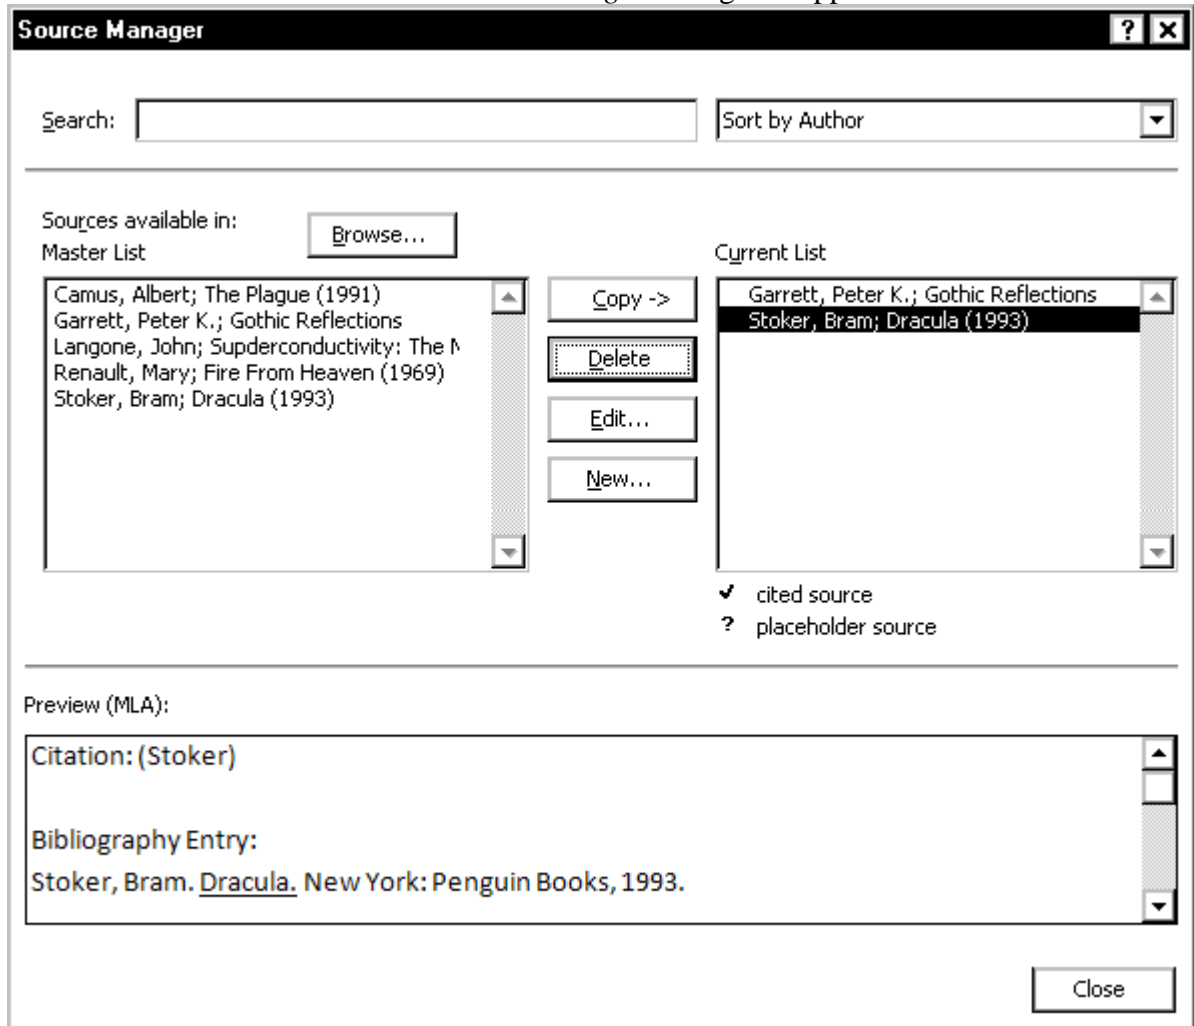 Source Manager
Search:
Sort by Author
Sources available in:
Browse...
Master List
Current List
Camus, Albert; The Plague (1991)
Garrett, Peter K.; Gothic Reflections
Langone, John; Supderconductivity: The
Renault, Mary; Fire From Heaven (1969)
Stoker, Bram; Dracula (1993)
Copy ->
Delete
Edit...
New...
Garrett, Peter K.; Gothic Reflections
Stoker, Bram; Dracula (1993)
cited source
? placeholder source
Preview (MLA):
Citation: (Stoker)
Bibliography Entry:
Stoker, Bram. Dracula. New York: Penguin Books, 1993.
Close